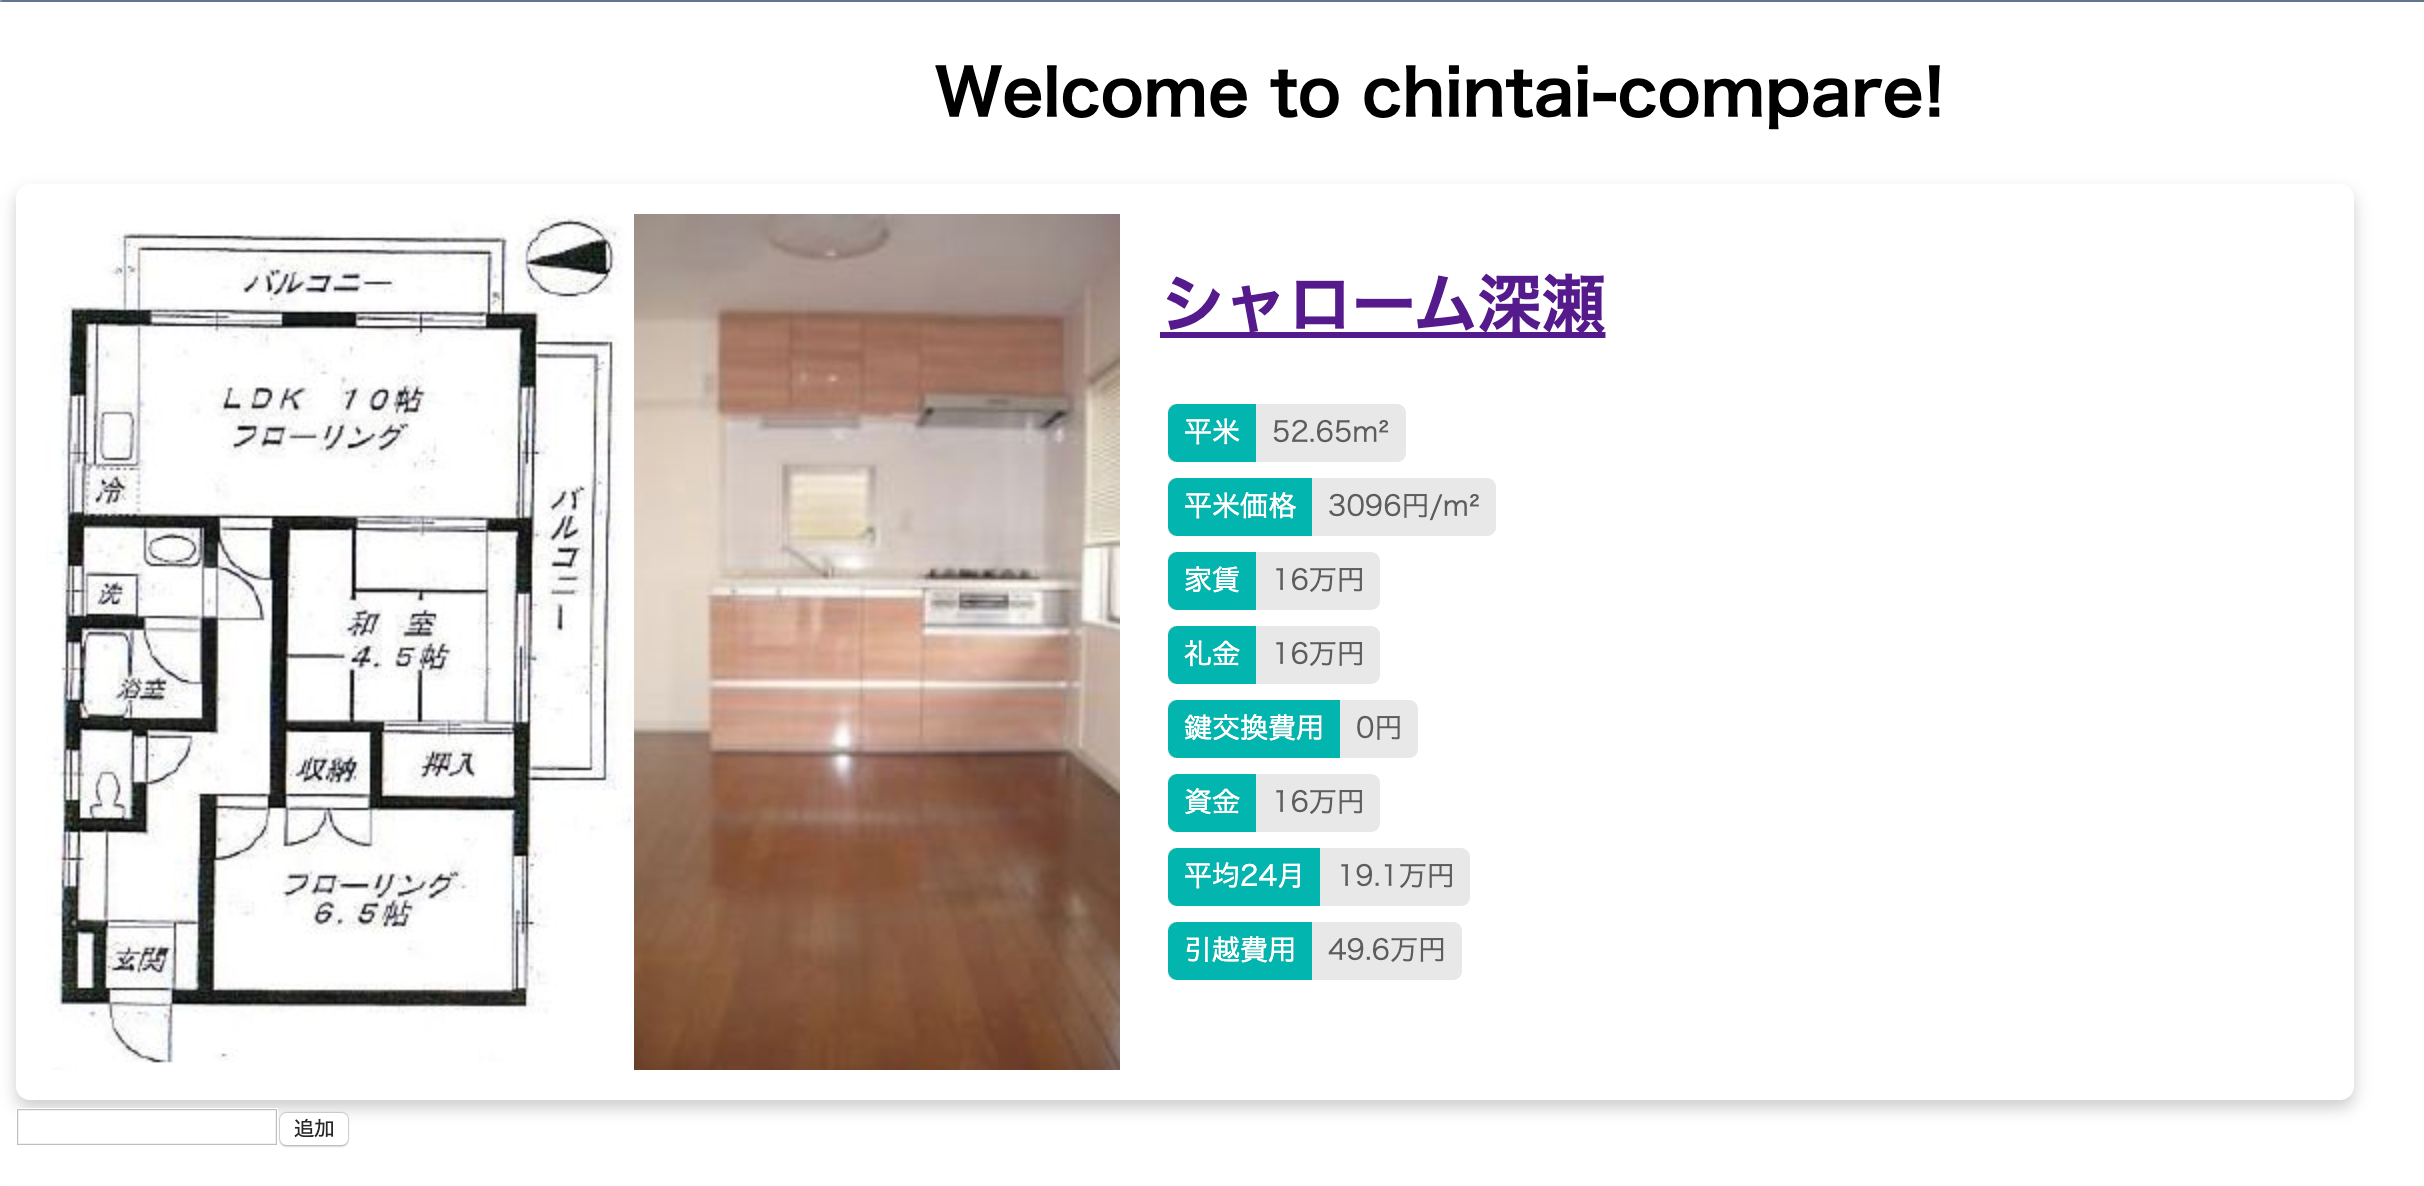 Welcome to chintai-compare!
バルコニー
LDK 10帖
フローリング
冷
バルコニー
洗
和室
4.5帖
浴室
収納
押入
フローリング
6.5帖
玄関
シャローム深瀬
平米 52.65m²
平米価格 3096円/m²
家賃 16万円
礼金 16万円
鍵交換費用 0円
資金 16万円
平均24月 19.1万円
引越費用 49.6万円
追加